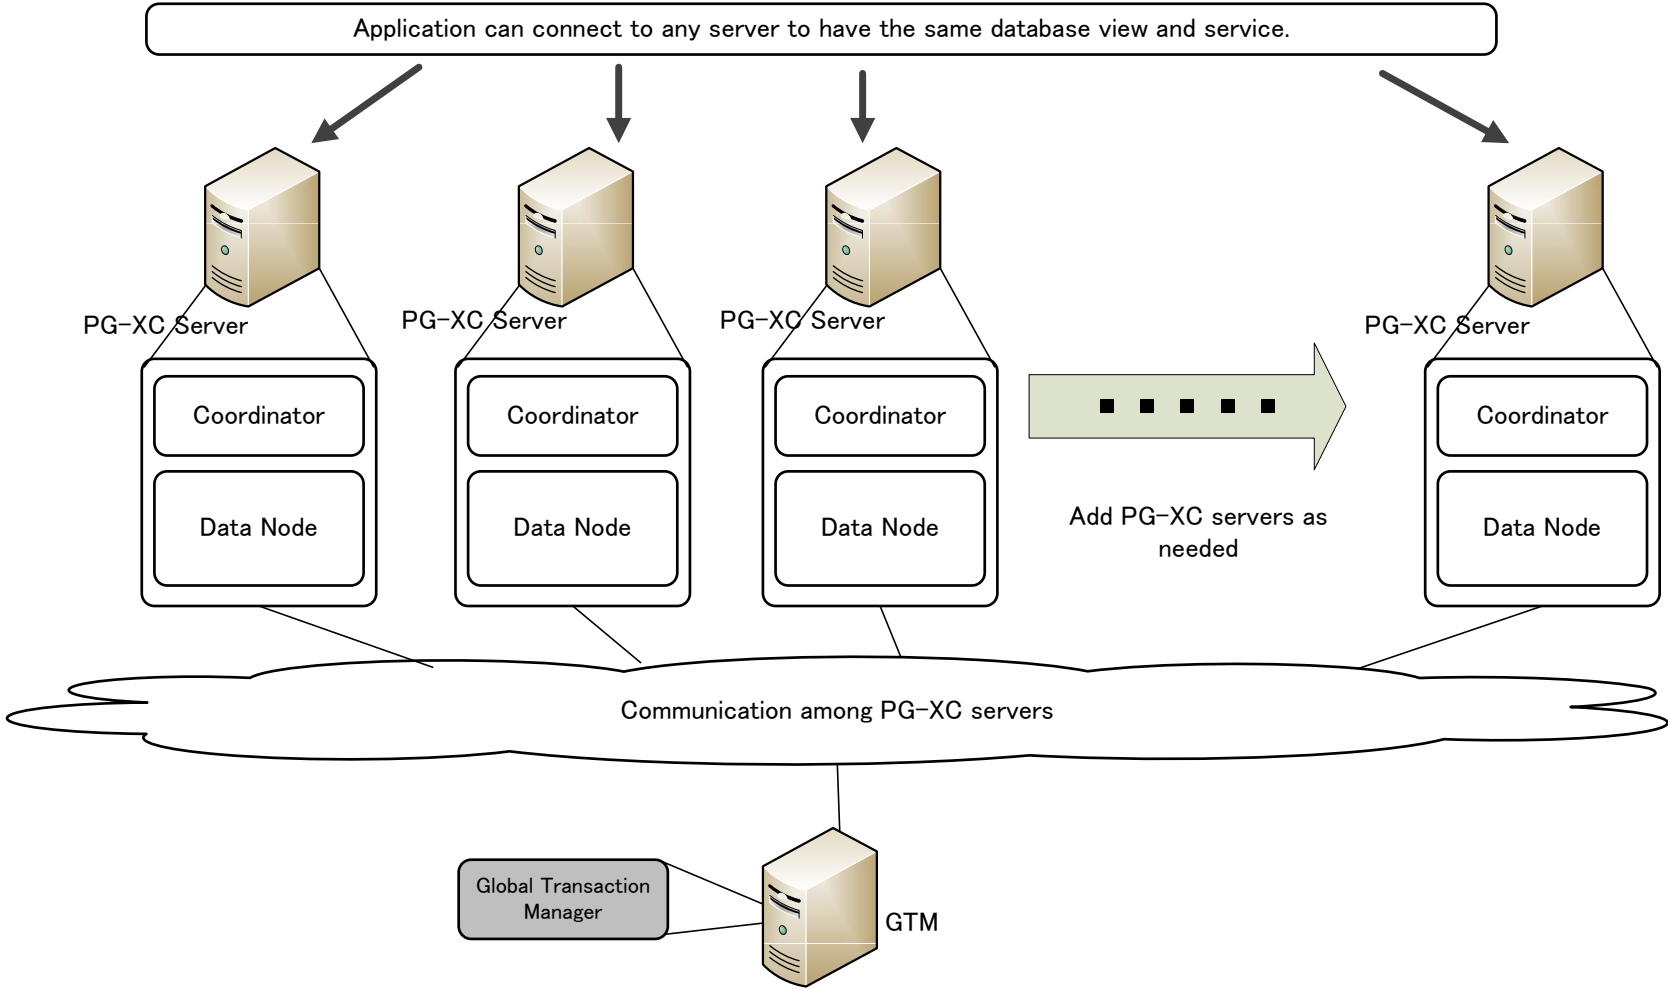 Application can connect to any server to have the same database view and service.
PG-XC Server
PG-XC Server
PG-XC Server
PG-XC Server
Coordinator
Coordinator
Coordinator
Coordinator
Data Node
Data Node
Data Node
Data Node
Add PG-XC servers as
needed
Communication among PG-XC servers
Global Transaction
Manager
GTM